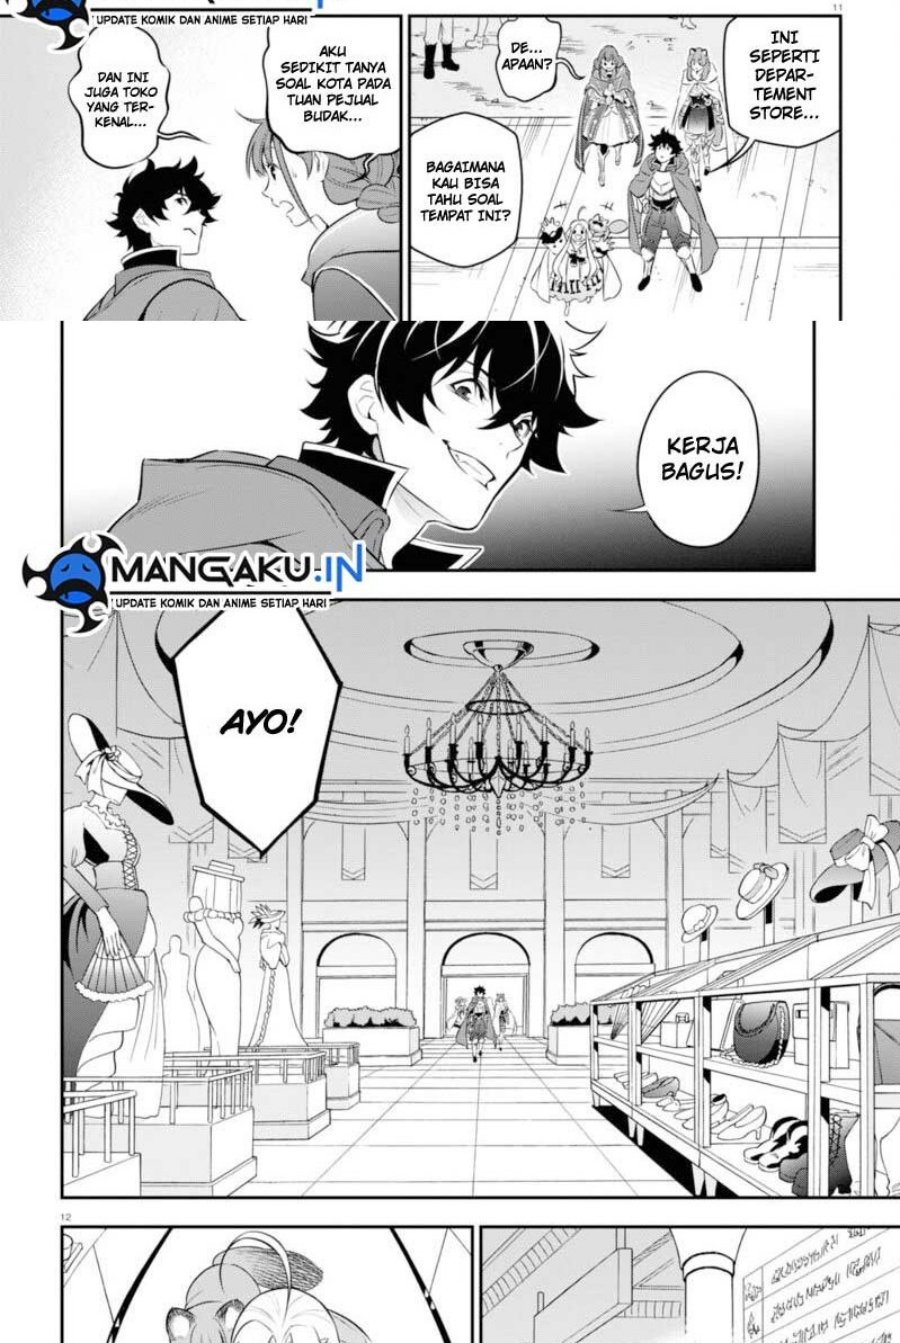 UPDATE KOMIK DAN ANIME SETIAP HARI
11
INI
SEPERTI
DEPAR-
TEMENT
STORE...
DE...
APAAN?
BAGAIMANA
KAU BISA
TAHU SOAL
TEMPAT INI?
AKU
SEDIKIT TANYA
SOAL KOTA PADA
TUAN PEJUAL
BUDAK...
DAN INI
JUGA TOKO
YANG TER-
KENAL...
KERJA
BAGUS!
MANGAKU.IN
UPDATE KOMIK DAN ANIME SETIAP HARI
AYO!
12